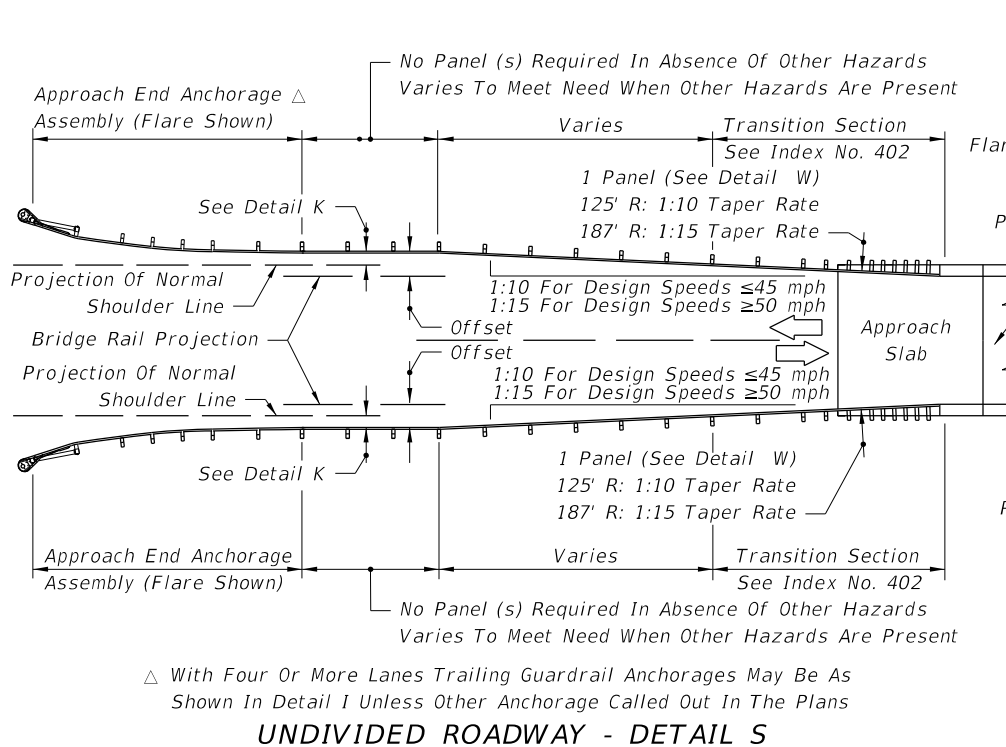 No Panel (s) Required In Absence Of Other Hazards
Varies To Meet Need When Other Hazards Are Present
Approach End Anchorage △
Assembly (Flare Shown)
Varies
Transition Section
See Index No. 402
Flar
1 Panel (See Detail W)
125' R: 1:10 Taper Rate
187' R: 1:15 Taper Rate
See Detail K
P
Projection Of Normal
Shoulder Line
1:10 For Design Speeds ≤45 mph
1:15 For Design Speeds ≥50 mph
Bridge Rail Projection
Offset
Offset
Approach
Slab
Projection Of Normal
Shoulder Line
1:10 For Design Speeds ≤45 mph
1:15 For Design Speeds ≥50 mph
See Detail K
1 Panel (See Detail W)
125' R: 1:10 Taper Rate
187' R: 1:15 Taper Rate
Approach End Anchorage
Assembly (Flare Shown)
Varies
Transition Section
See Index No. 402
No Panel (s) Required In Absence Of Other Hazards
Varies To Meet Need When Other Hazards Are Present
△ With Four Or More Lanes Trailing Guardrail Anchorages May Be As
Shown In Detail I Unless Other Anchorage Called Out In The Plans
UNDIVIDED ROADWAY - DETAIL S